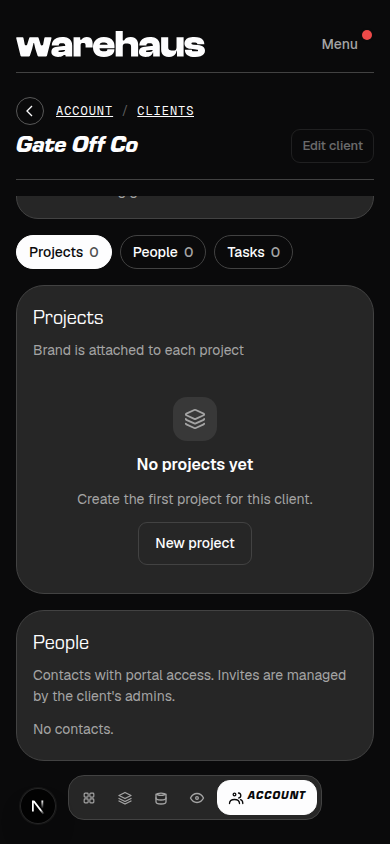 warehaus
Menu
ACCOUNT / CLIENTS
Gate Off Co
Edit client
Projects 0
People 0
Tasks 0
Projects
Brand is attached to each project
No projects yet
Create the first project for this client.
New project
People
Contacts with portal access. Invites are managed
by the client's admins.
No contacts.
N
ACCOUNT